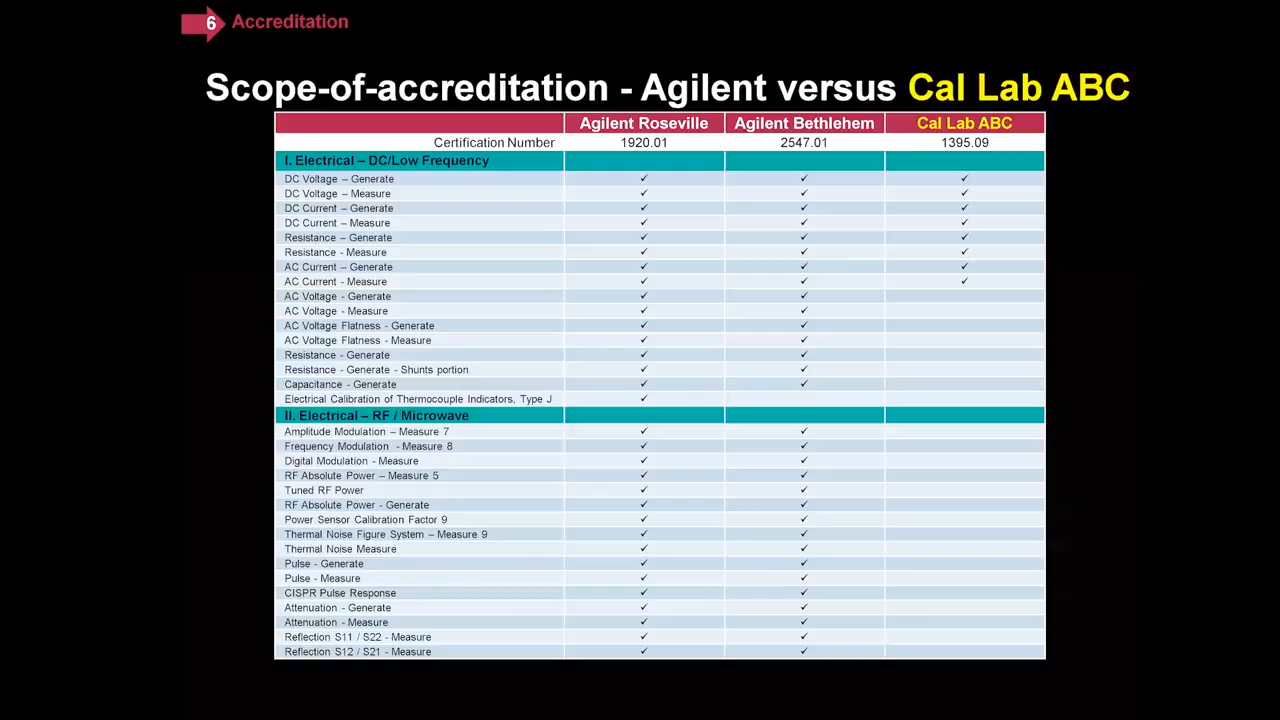 6 Accreditation
Scope-of-accreditation - Agilent versus Cal Lab ABC
Agilent Roseville Agilent Bethlehem Cal Lab ABC
Certification Number 1920.01 2547.01 1395.09
I. Electrical – DC/Low Frequency
DC Voltage – Generate ✓ ✓ ✓
DC Voltage – Measure ✓ ✓ ✓
DC Current – Generate ✓ ✓ ✓
DC Current – Measure ✓ ✓ ✓
Resistance – Generate ✓ ✓ ✓
Resistance - Measure ✓ ✓ ✓
AC Current – Generate ✓ ✓ ✓
AC Current - Measure ✓ ✓ ✓
AC Voltage - Generate ✓ ✓
AC Voltage - Measure ✓ ✓
AC Voltage Flatness - Generate ✓ ✓
AC Voltage Flatness - Measure ✓ ✓
Resistance - Generate ✓ ✓
Resistance - Generate - Shunts portion ✓ ✓
Capacitance - Generate ✓ ✓
Electrical Calibration of Thermocouple Indicators, Type J ✓
II. Electrical – RF / Microwave
Amplitude Modulation – Measure 7 ✓ ✓
Frequency Modulation - Measure 8 ✓ ✓
Digital Modulation - Measure ✓ ✓
RF Absolute Power – Measure 5 ✓ ✓
Tuned RF Power ✓ ✓
RF Absolute Power - Generate ✓ ✓
Power Sensor Calibration Factor 9 ✓ ✓
Thermal Noise Figure System – Measure 9 ✓ ✓
Thermal Noise Measure ✓ ✓
Pulse - Generate ✓ ✓
Pulse - Measure ✓ ✓
CISPR Pulse Response ✓ ✓
Attenuation - Generate ✓ ✓
Attenuation - Measure ✓ ✓
Reflection S11 / S22 - Measure ✓ ✓
Reflection S12 / S21 - Measure ✓ ✓